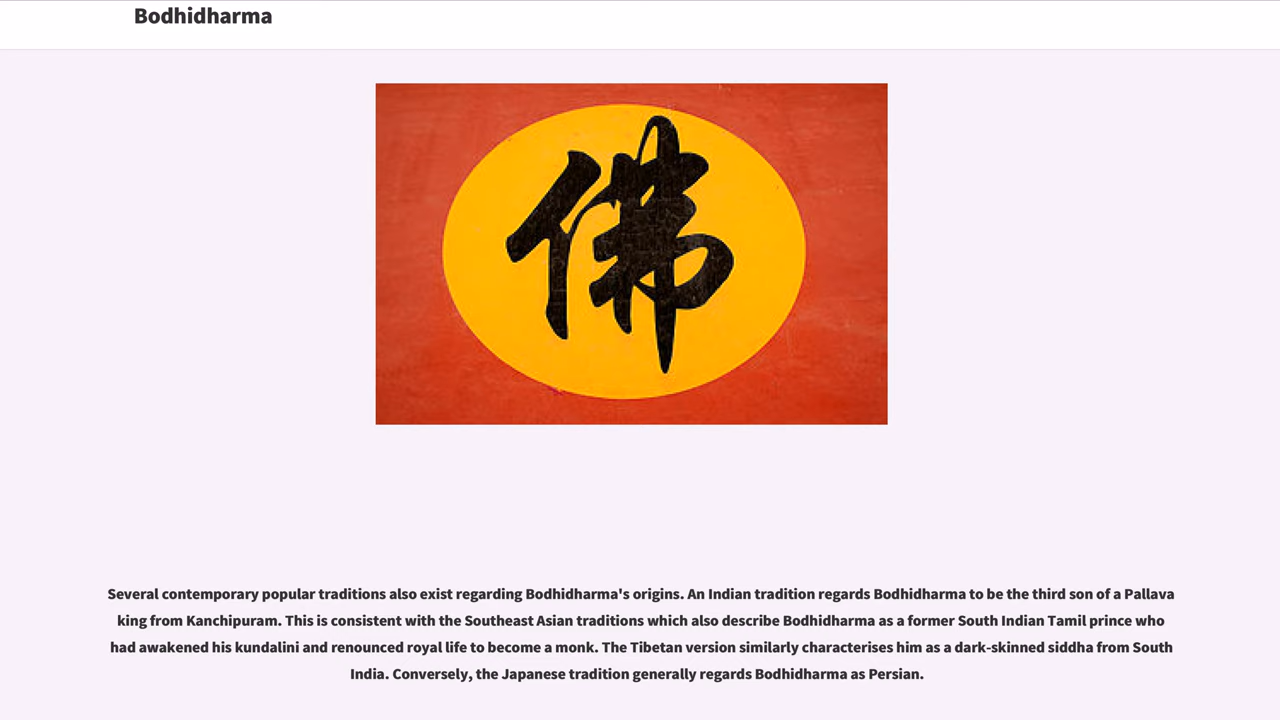 Bodhidharma
佛
Several contemporary popular traditions also exist regarding Bodhidharma's origins. An Indian tradition regards Bodhidharma to be the third son of a Pallava
king from Kanchipuram. This is consistent with the Southeast Asian traditions which also describe Bodhidharma as a former South Indian Tamil prince who
had awakened his kundalini and renounced royal life to become a monk. The Tibetan version similarly characterises him as a dark-skinned siddha from South
India. Conversely, the Japanese tradition generally regards Bodhidharma as Persian.